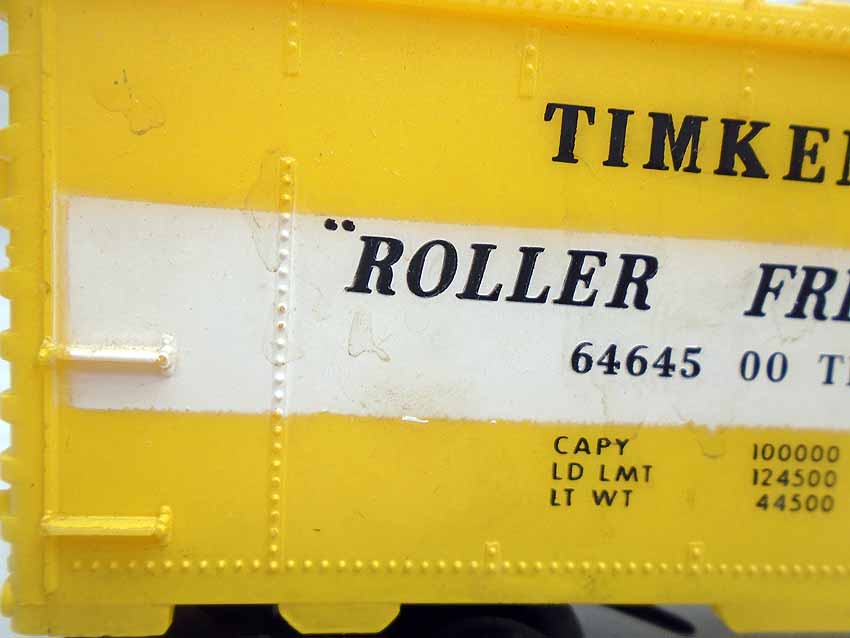 TIMKE
"ROLLER FR
64645 00 T
CAPY 100000
LD LMT 124500
LT WT 44500